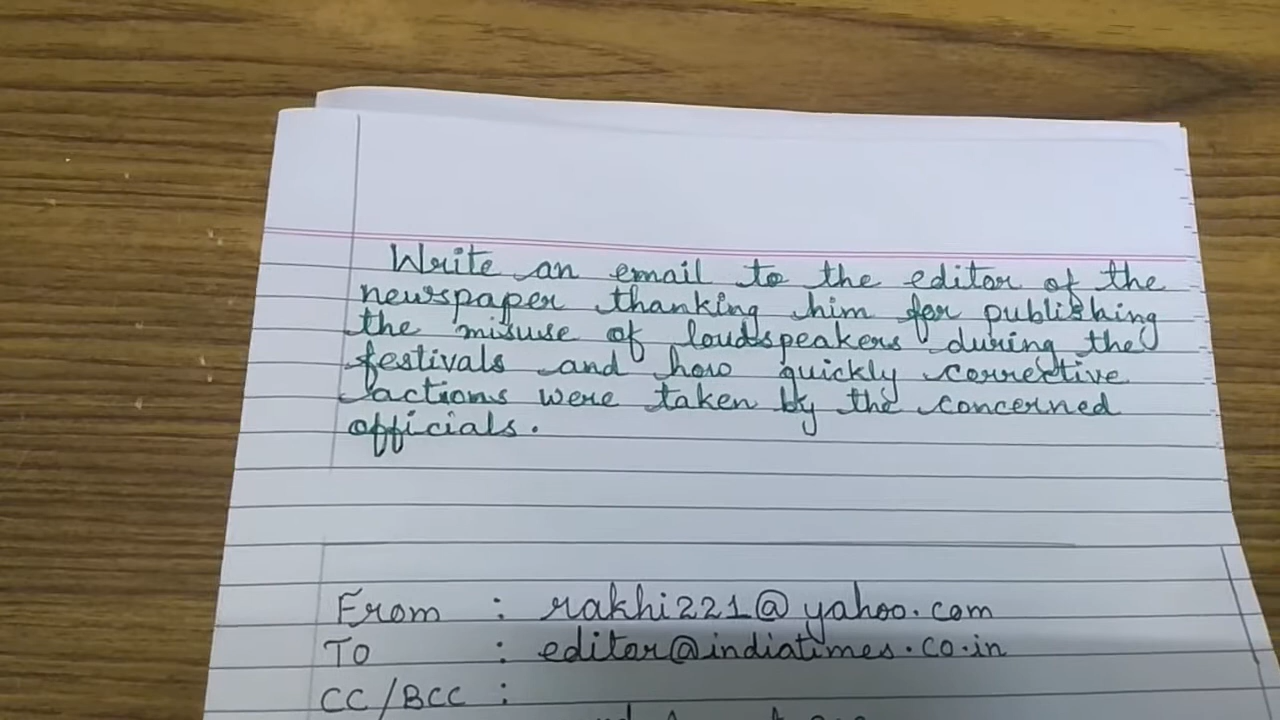 Write an email to the editor of the
newspaper thanking him for publishing
the misuse of loudspeakers during the
festivals and how quickly corrective
actions were taken by the concerned
officials.
From : rakhi221@yahoo.com
To : editor@indiatimes.co.in
CC/BCC :